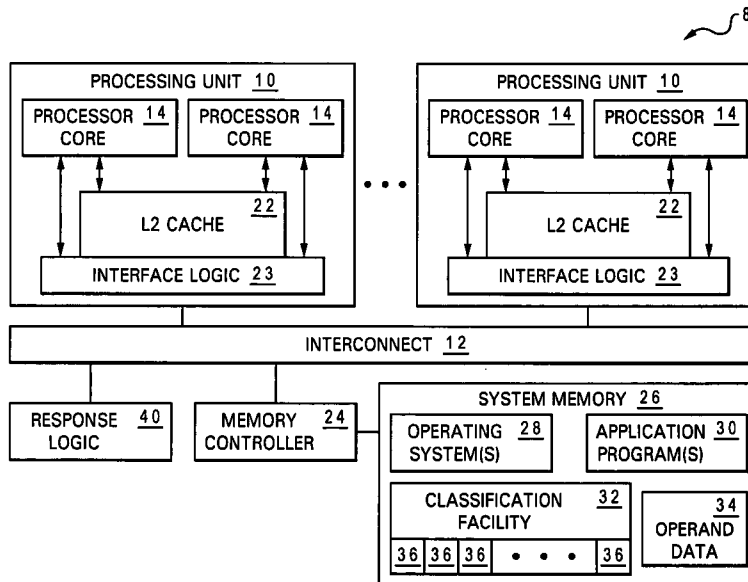 8
PROCESSING UNIT 10
PROCESSOR CORE 14
PROCESSOR CORE 14
22
L2 CACHE
INTERFACE LOGIC 23
• • •
PROCESSING UNIT 10
PROCESSOR CORE 14
PROCESSOR CORE 14
22
L2 CACHE
INTERFACE LOGIC 23
INTERCONNECT 12
RESPONSE 40
LOGIC
MEMORY 24
CONTROLLER
SYSTEM MEMORY 26
OPERATING 28
SYSTEM(S)
APPLICATION 30
PROGRAM(S)
CLASSIFICATION 32
FACILITY
36 36 36 • • • 36
34
OPERAND
DATA